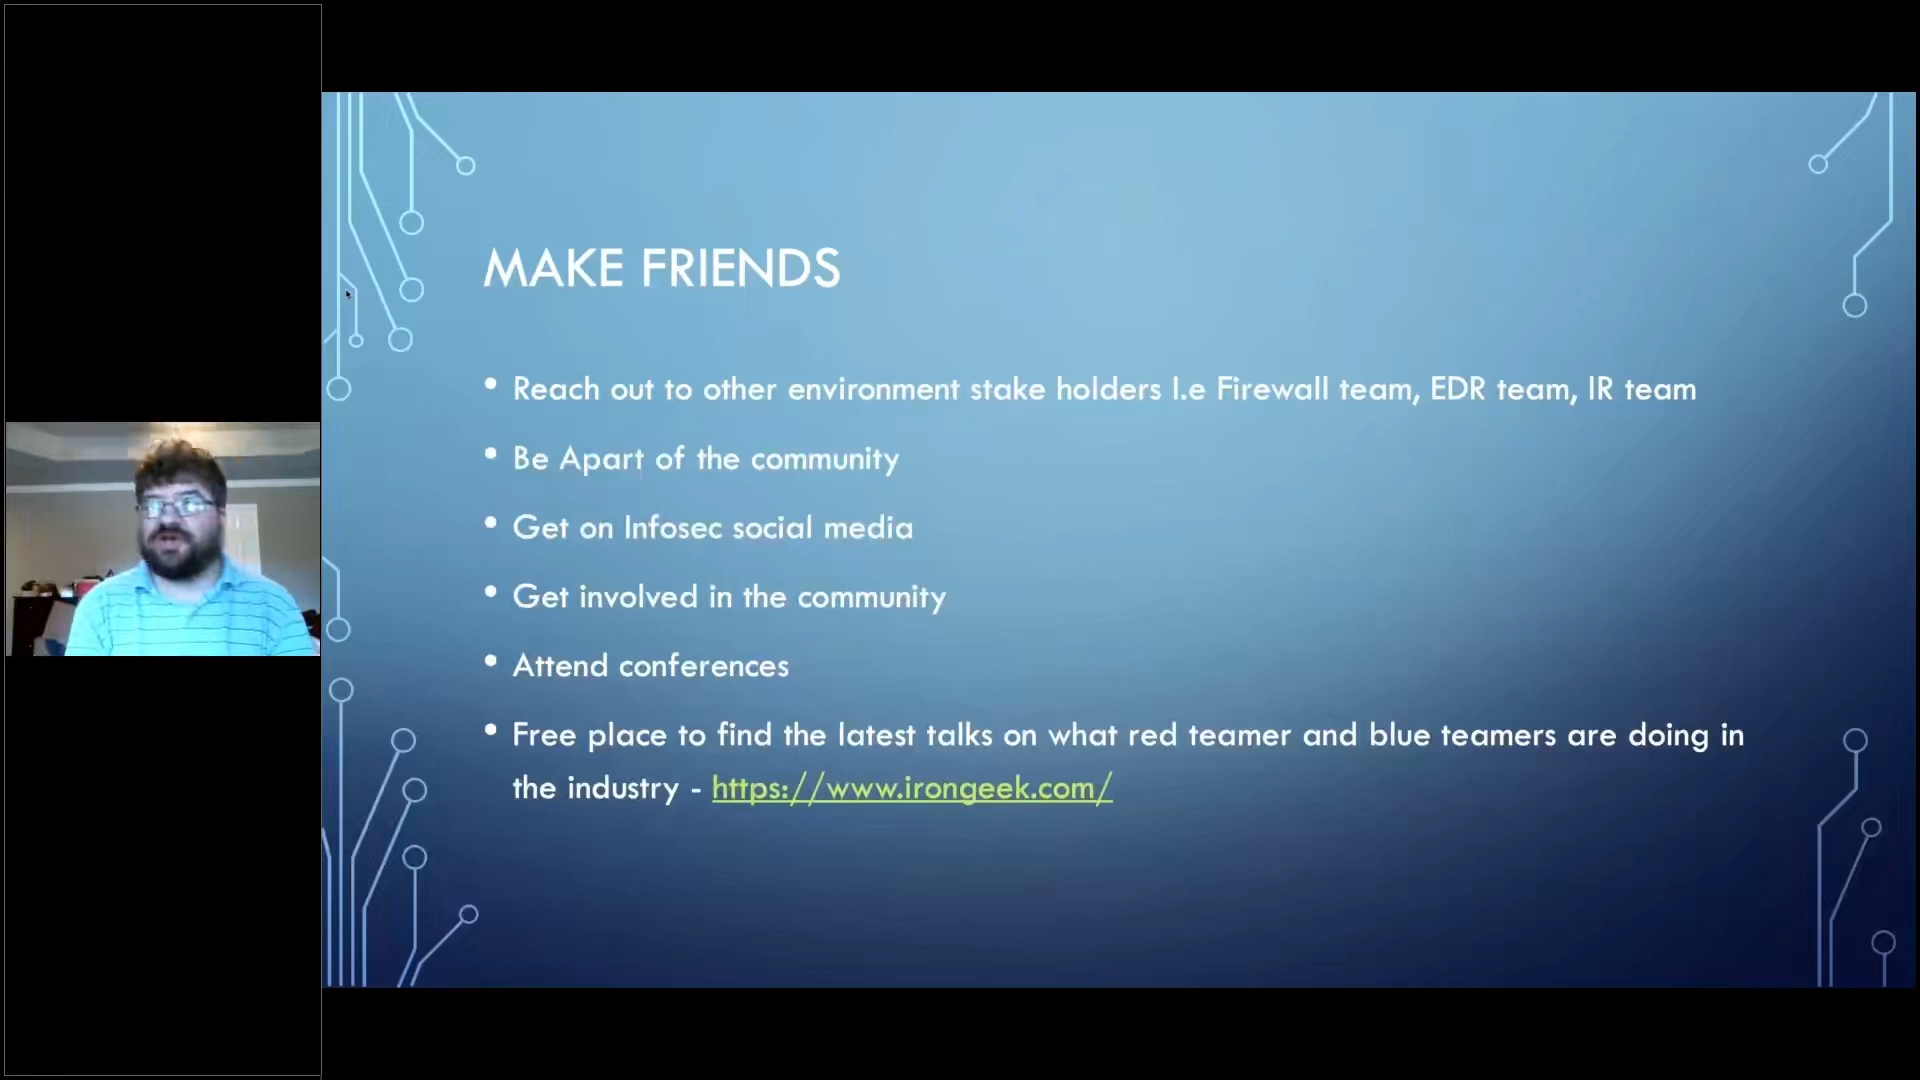 MAKE FRIENDS
• Reach out to other environment stake holders I.e Firewall team, EDR team, IR team
• Be Apart of the community
• Get on Infosec social media
• Get involved in the community
• Attend conferences
• Free place to find the latest talks on what red teamer and blue teamers are doing in
the industry - https://www.irongeek.com/